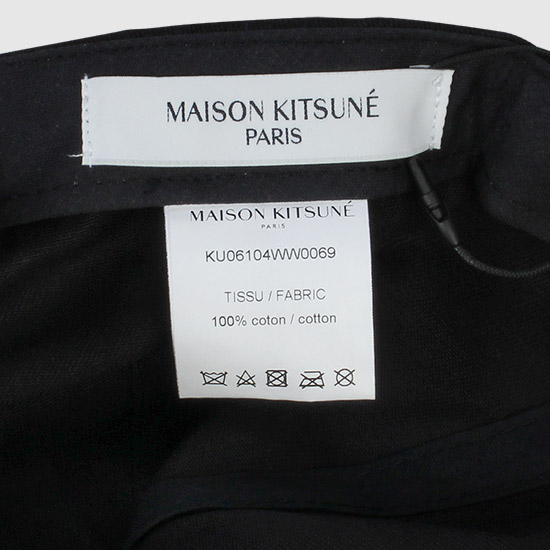 MAISON KITSUNÉ
PARIS
MAISON KITSUNÉ
PARIS
KU06104WW0069
TISSU / FABRIC
100% coton / cotton